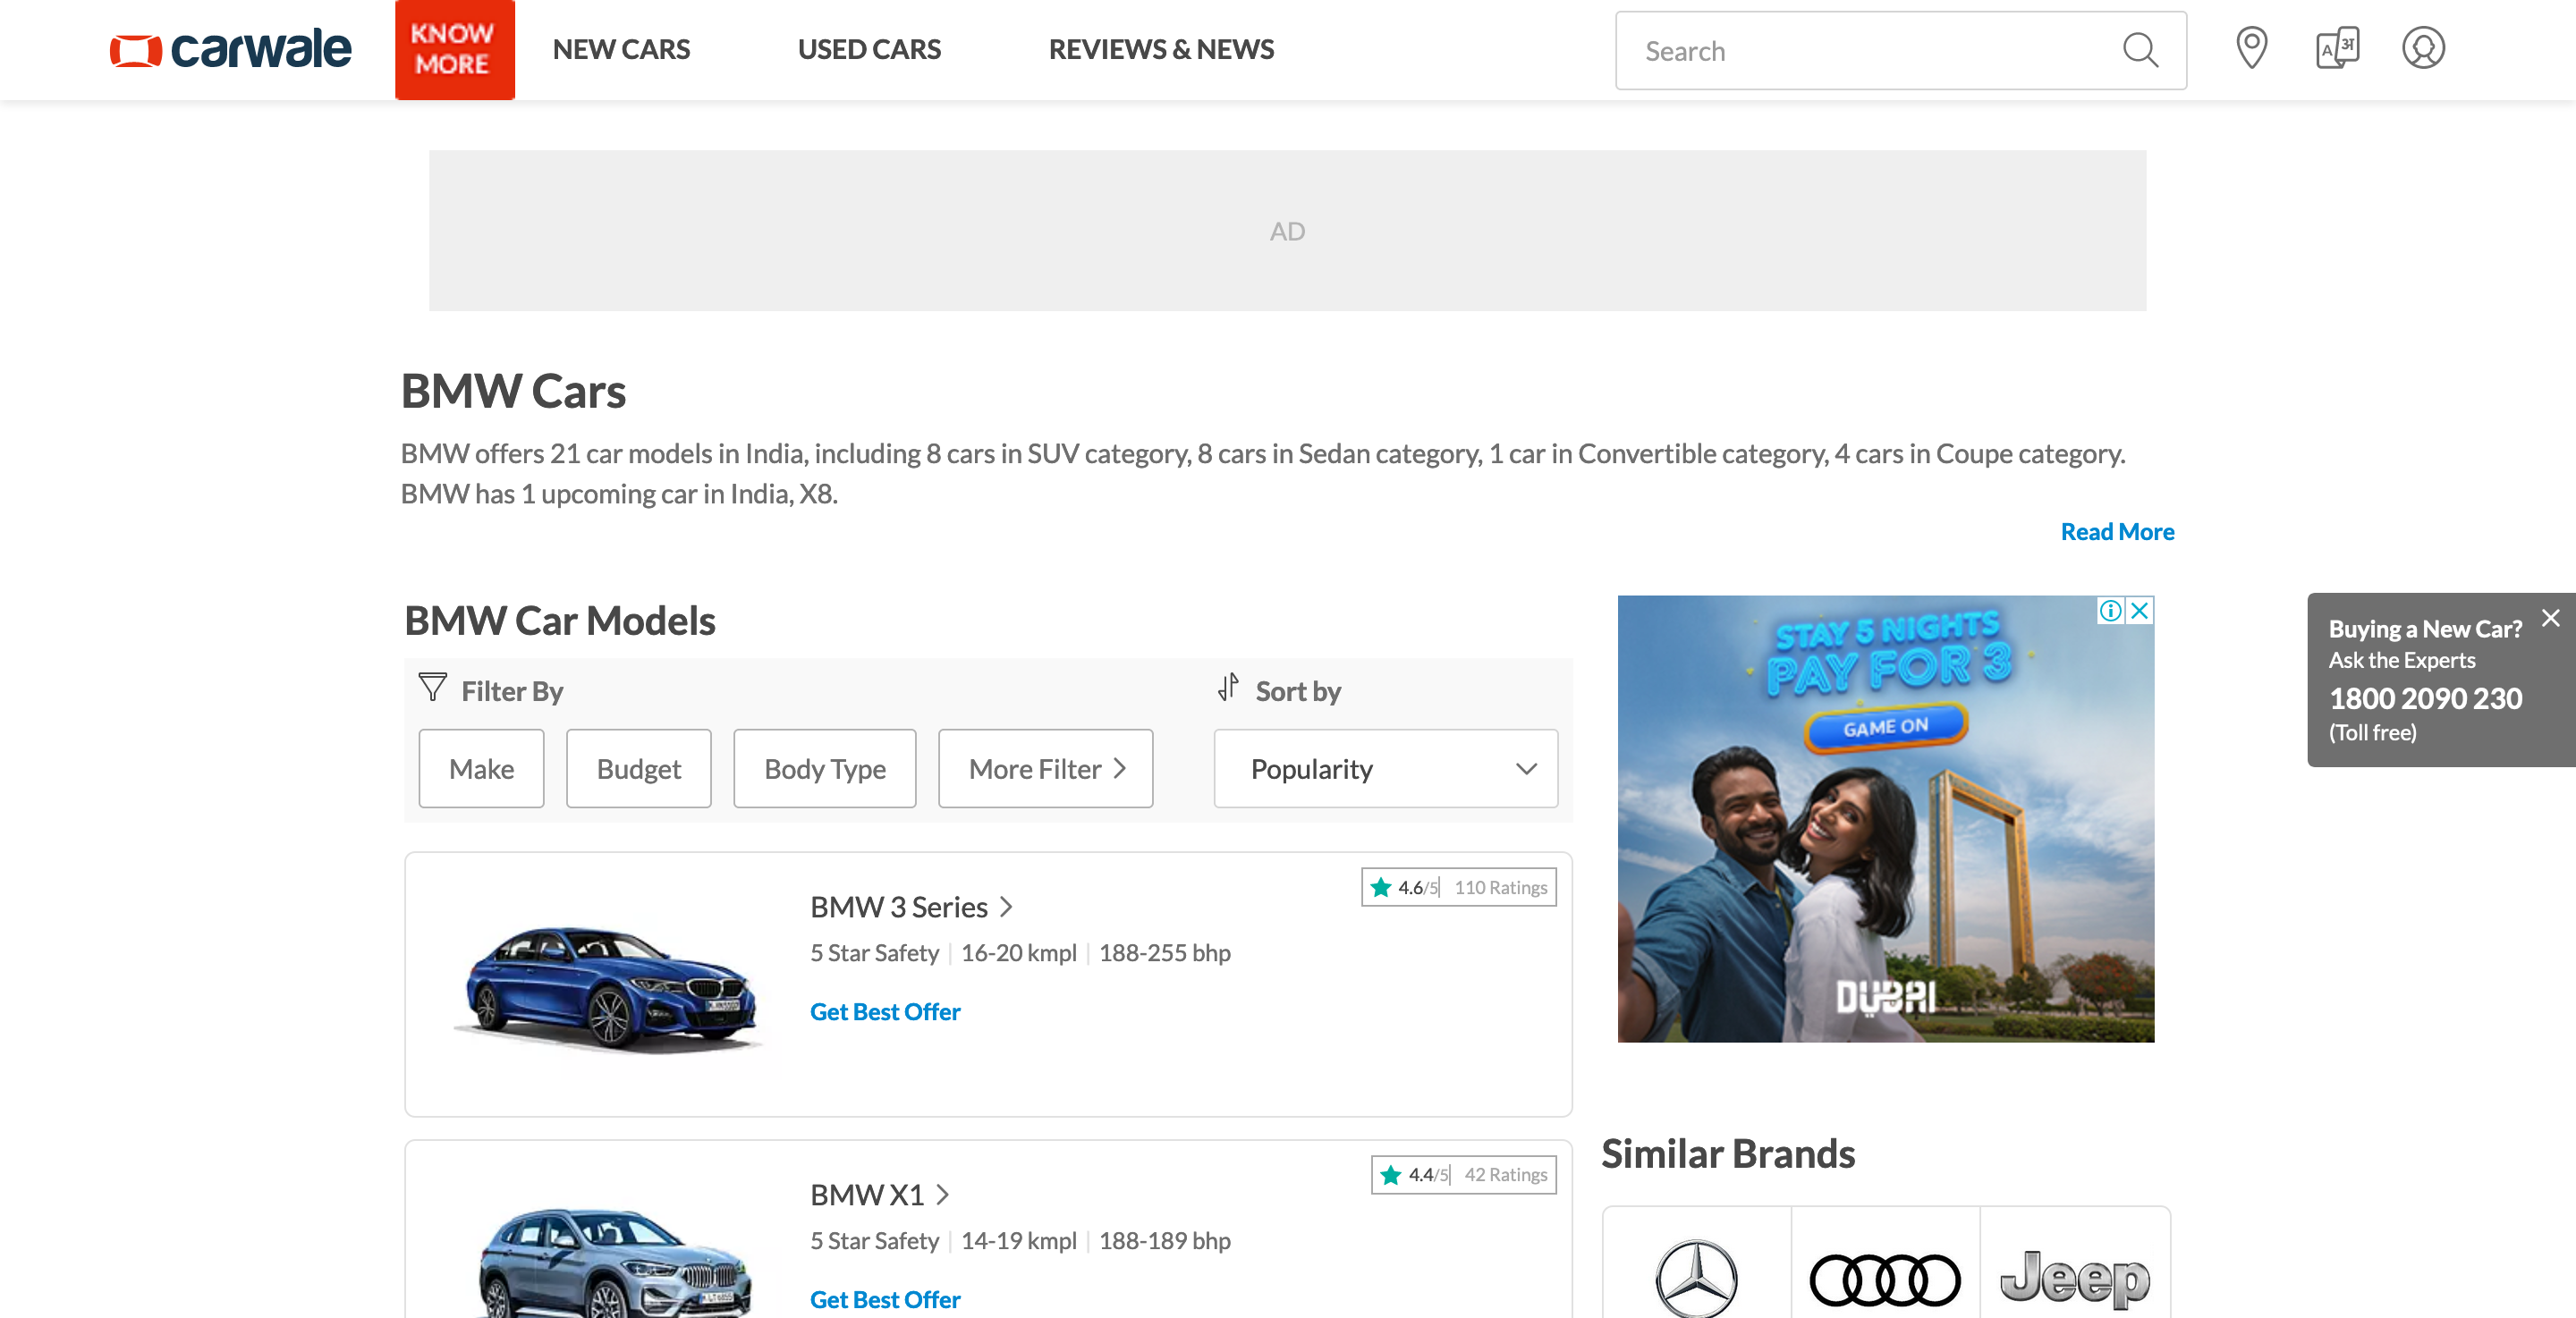 carwale
KNOW
MORE
NEW CARS
USED CARS
REVIEWS & NEWS
Search
A अ
AD
BMW Cars
BMW offers 21 car models in India, including 8 cars in SUV category, 8 cars in Sedan category, 1 car in Convertible category, 4 cars in Coupe category.
BMW has 1 upcoming car in India, X8.
Read More
BMW Car Models
Filter By
Sort by
Make
Budget
Body Type
More Filter
Popularity
BMW 3 Series
4.6/5 110 Ratings
5 Star Safety 16-20 kmpl 188-255 bhp
Get Best Offer
BMW X1
4.4/5 42 Ratings
5 Star Safety 14-19 kmpl 188-189 bhp
Get Best Offer
STAY 5 NIGHTS
PAY FOR 3
GAME ON
DUBAI
Buying a New Car?
Ask the Experts
1800 2090 230
(Toll free)
Similar Brands
Jeep